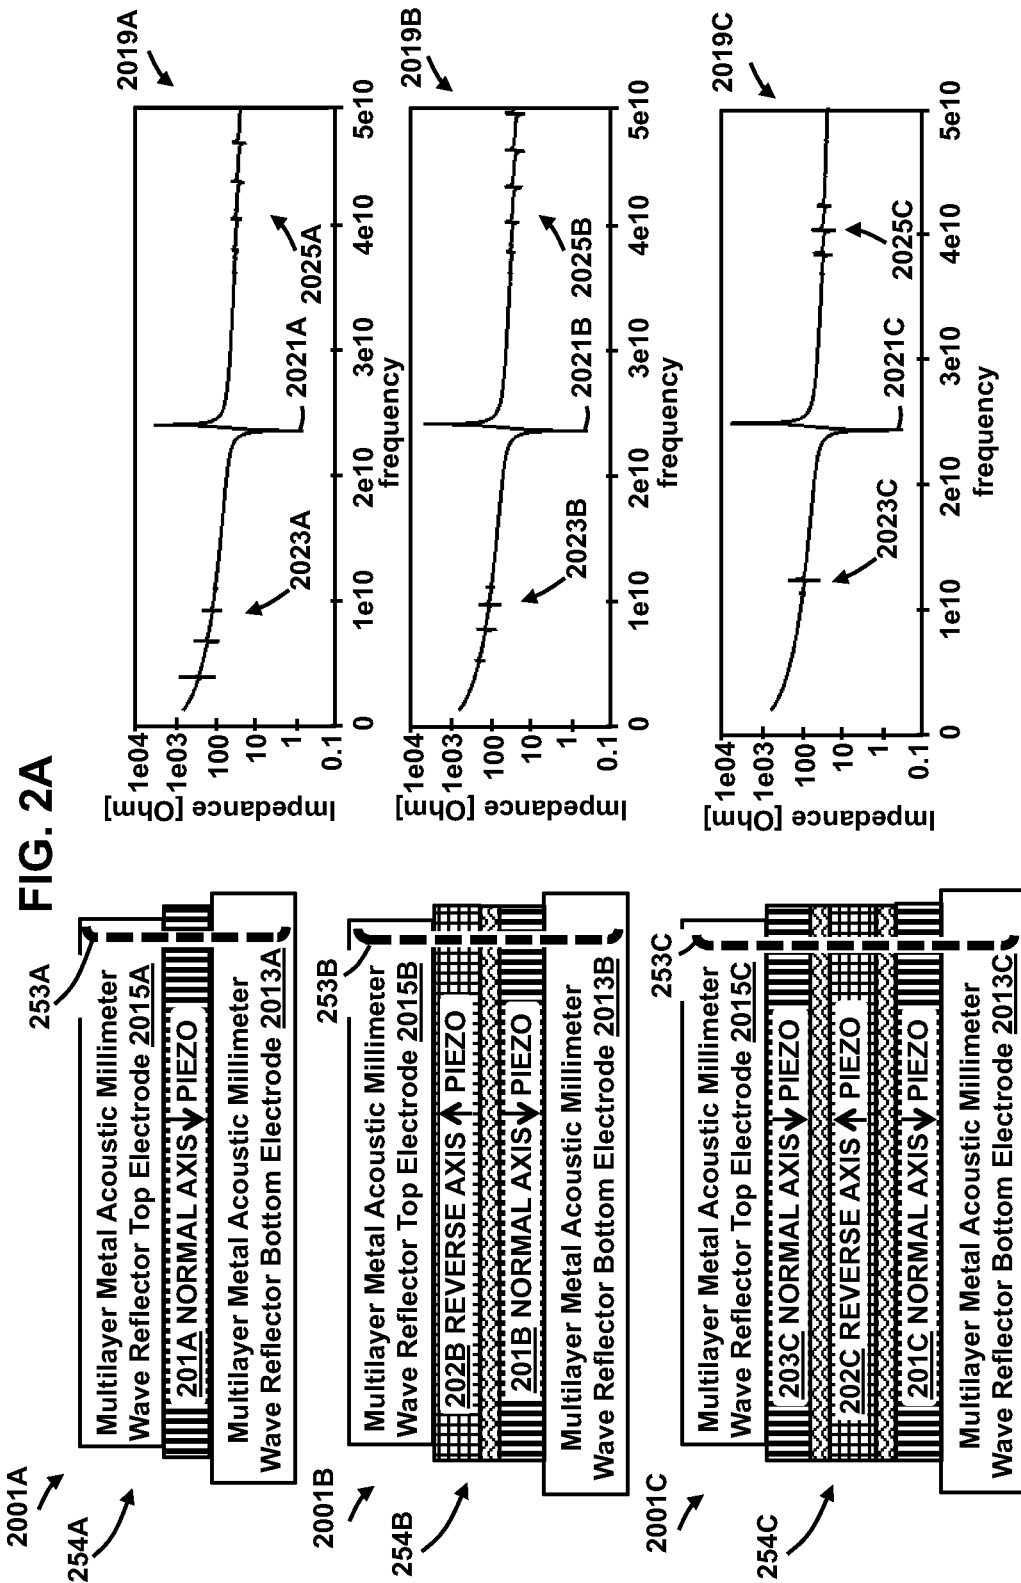 FIG. 2A
2001A
254A
253A
Multilayer Metal Acoustic Millimeter
Wave Reflector Top Electrode 2015A
201A NORMAL AXIS PIEZO
Multilayer Metal Acoustic Millimeter
Wave Reflector Bottom Electrode 2013A
2019A
Impedance [Ohm]
1e04
1e03
100
10
1
0.1
0
1e10
2e10
3e10
4e10
5e10
frequency
2023A
2021A
2025A
2001B
254B
253B
Multilayer Metal Acoustic Millimeter
Wave Reflector Top Electrode 2015B
202B REVERSE AXIS PIEZO
201B NORMAL AXIS PIEZO
Multilayer Metal Acoustic Millimeter
Wave Reflector Bottom Electrode 2013B
2019B
Impedance [Ohm]
1e04
1e03
100
10
1
0.1
0
1e10
2e10
3e10
4e10
5e10
frequency
2023B
2021B
2025B
2001C
254C
253C
Multilayer Metal Acoustic Millimeter
Wave Reflector Top Electrode 2015C
203C NORMAL AXIS PIEZO
202C REVERSE AXIS PIEZO
201C NORMAL AXIS PIEZO
Multilayer Metal Acoustic Millimeter
Wave Reflector Bottom Electrode 2013C
2019C
Impedance [Ohm]
1e04
1e03
100
10
1
0.1
0
1e10
2e10
3e10
4e10
5e10
frequency
2023C
2021C
2025C